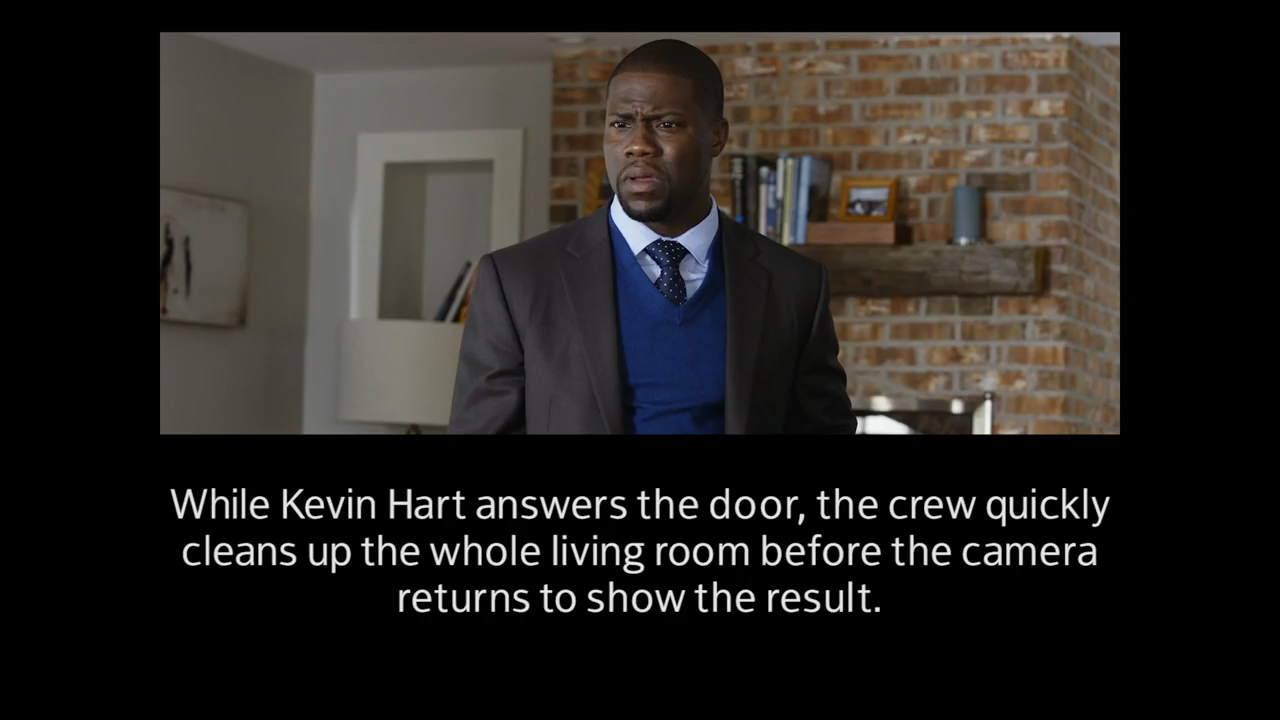 While Kevin Hart answers the door, the crew quickly
cleans up the whole living room before the camera
returns to show the result.